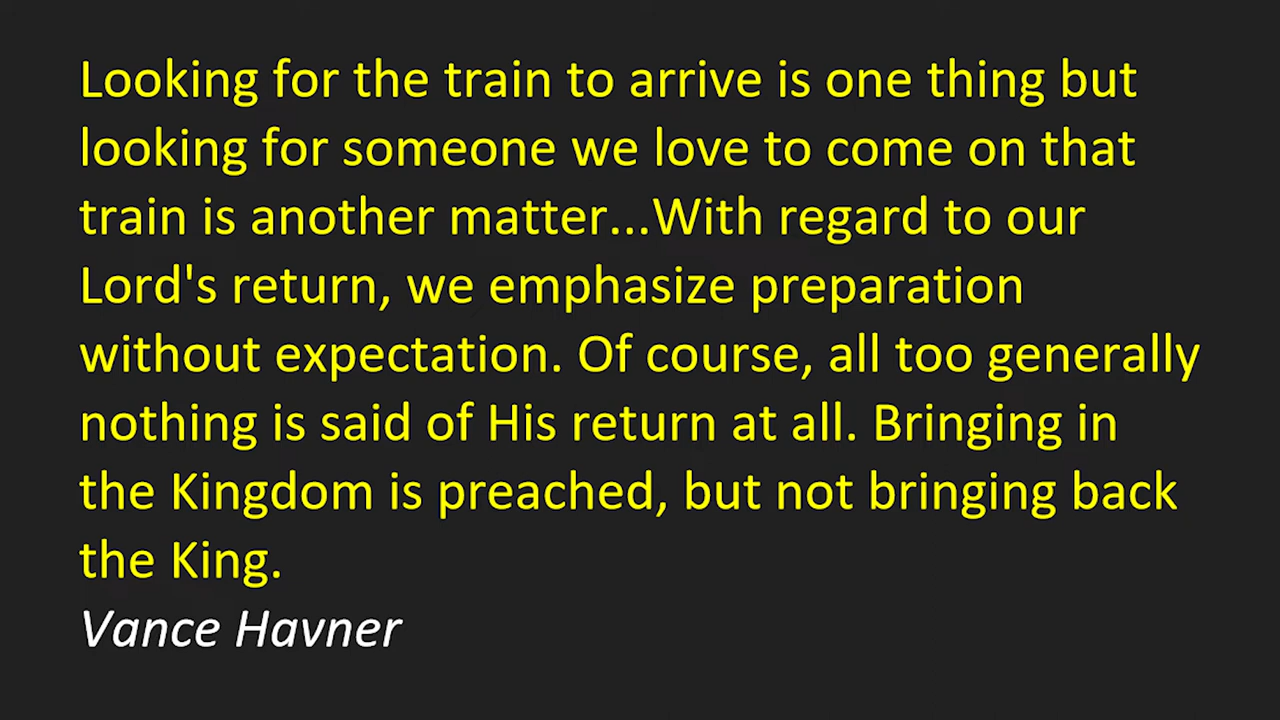 Looking for the train to arrive is one thing but
looking for someone we love to come on that
train is another matter...With regard to our
Lord's return, we emphasize preparation
without expectation. Of course, all too generally
nothing is said of His return at all. Bringing in
the Kingdom is preached, but not bringing back
the King.
Vance Havner